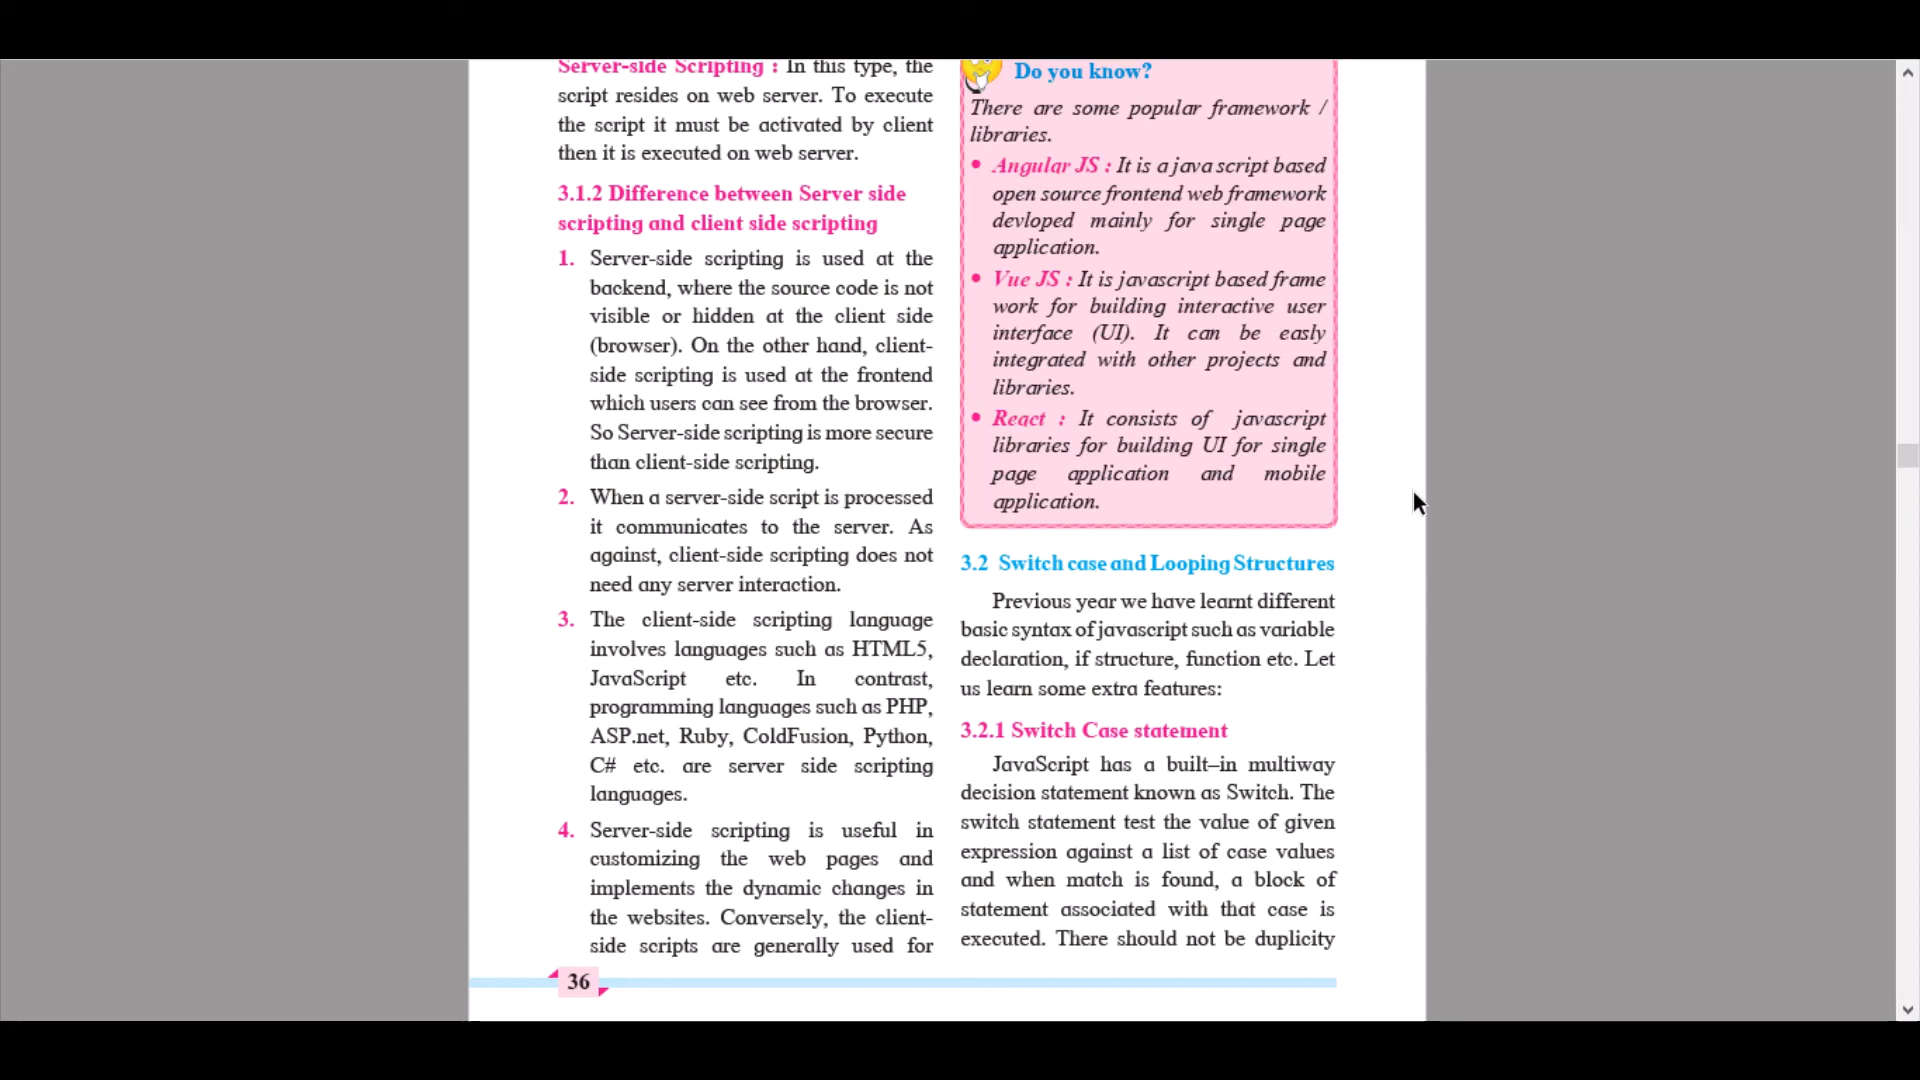 Server-side Scripting : In this type, the
script resides on web server. To execute
the script it must be activated by client
then it is executed on web server.
3.1.2 Difference between Server side
scripting and client side scripting
1. Server-side scripting is used at the
backend, where the source code is not
visible or hidden at the client side
(browser). On the other hand, client-
side scripting is used at the frontend
which users can see from the browser.
So Server-side scripting is more secure
than client-side scripting.
2. When a server-side script is processed
it communicates to the server. As
against, client-side scripting does not
need any server interaction.
3. The client-side scripting language
involves languages such as HTML5,
JavaScript etc. In contrast,
programming languages such as PHP,
ASP.net, Ruby, ColdFusion, Python,
C# etc. are server side scripting
languages.
4. Server-side scripting is useful in
customizing the web pages and
implements the dynamic changes in
the websites. Conversely, the client-
side scripts are generally used for
Do you know?
There are some popular framework /
libraries.
• Angular JS : It is a java script based
open source frontend web framework
devloped mainly for single page
application.
• Vue JS : It is javascript based frame
work for building interactive user
interface (UI). It can be easly
integrated with other projects and
libraries.
• React : It consists of javascript
libraries for building UI for single
page application and mobile
application.
3.2 Switch case and Looping Structures
Previous year we have learnt different
basic syntax of javascript such as variable
declaration, if structure, function etc. Let
us learn some extra features:
3.2.1 Switch Case statement
JavaScript has a built–in multiway
decision statement known as Switch. The
switch statement test the value of given
expression against a list of case values
and when match is found, a block of
statement associated with that case is
executed. There should not be duplicity
36